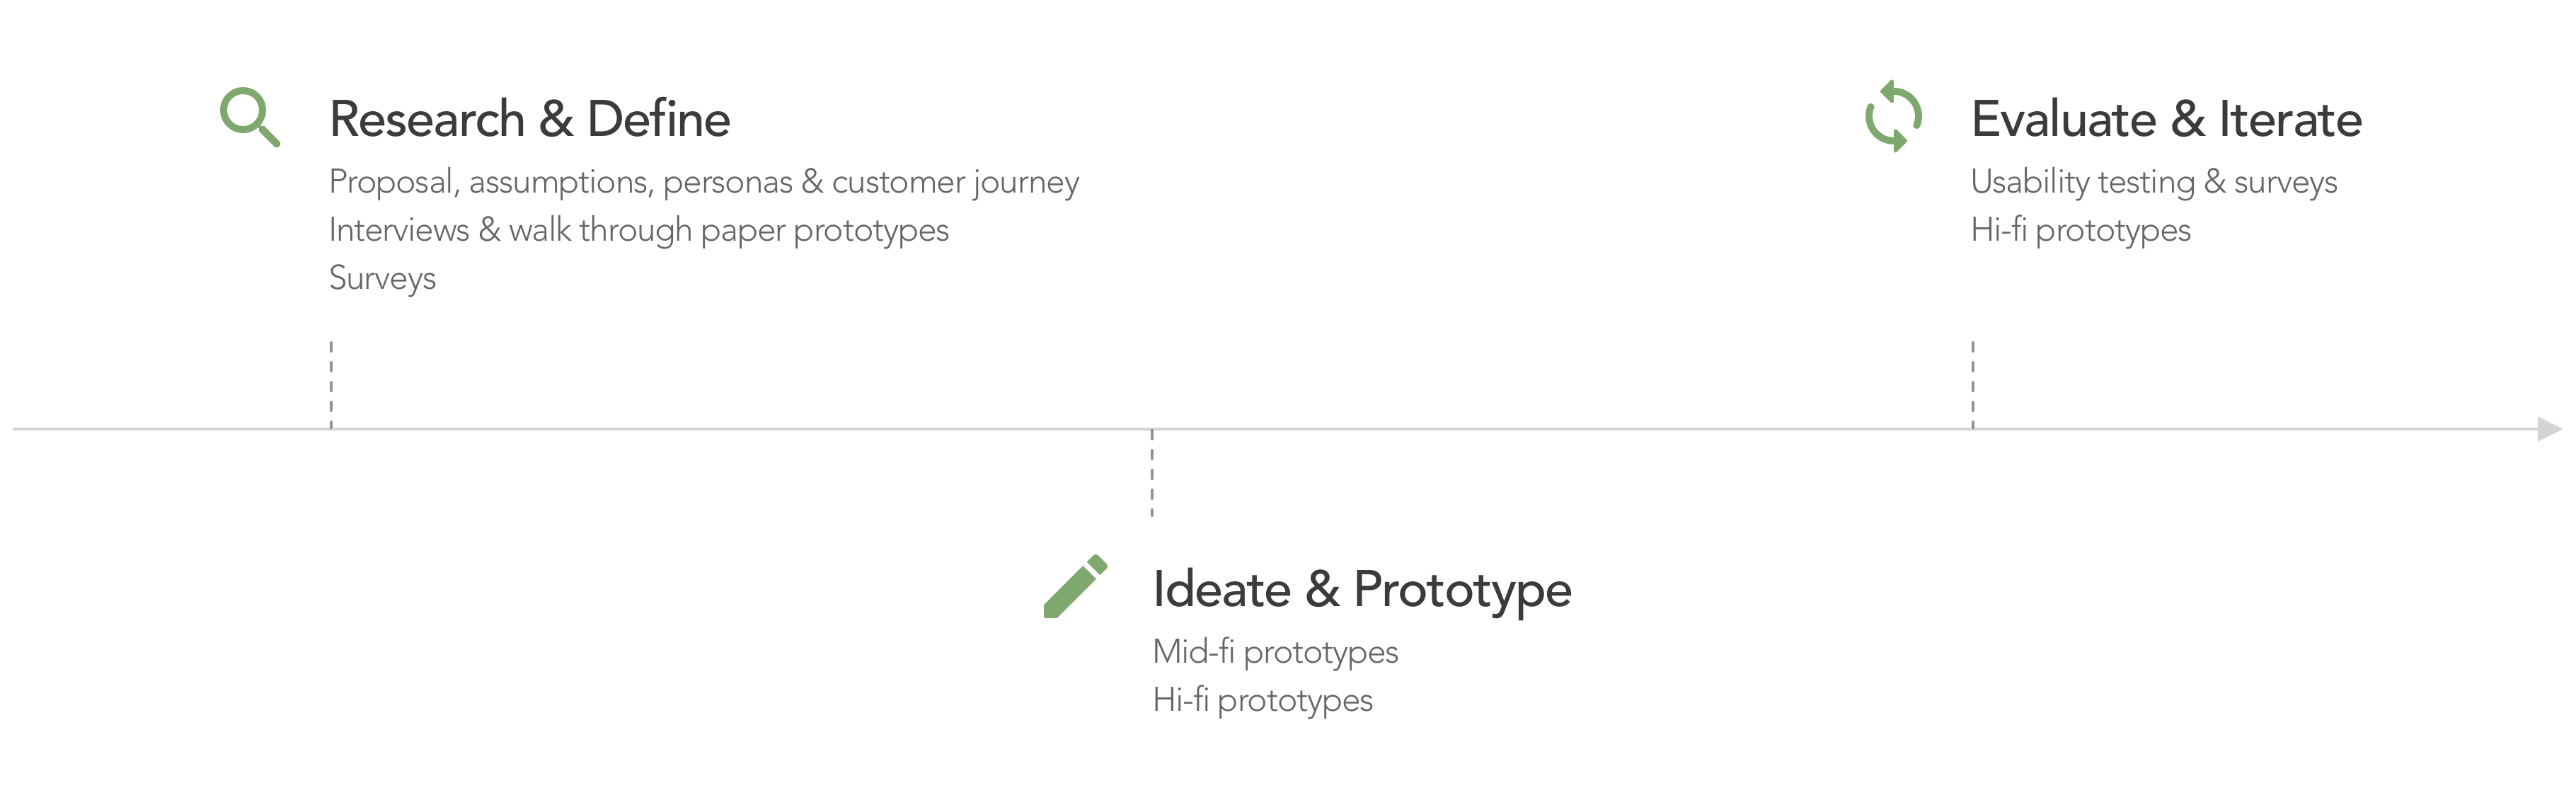 Research & Define
Proposal, assumptions, personas & customer journey
Interviews & walk through paper prototypes
Surveys
Ideate & Prototype
Mid-fi prototypes
Hi-fi prototypes
Evaluate & Iterate
Usability testing & surveys
Hi-fi prototypes